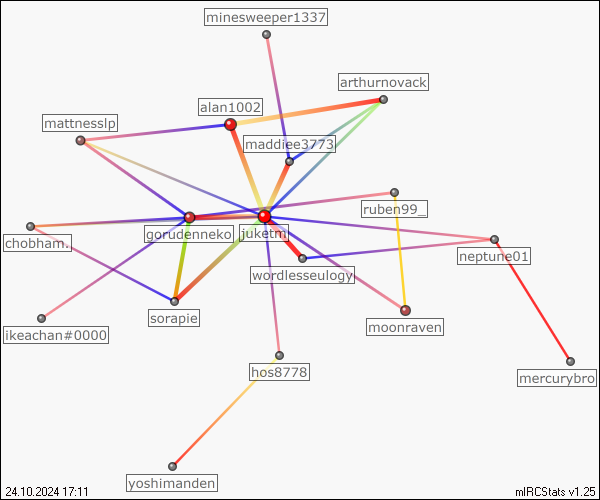 minesweeper1337
arthurnovack
alan1002
mattnesslp
maddiee3773
ruben99_
gorudenneko
juketm
chobham.
neptune01
wordlesseulogy
sorapie
moonraven
ikeachan#0000
hos8778
mercurybro
yoshimanden
24.10.2024 17:11
mIRCStats v1.25